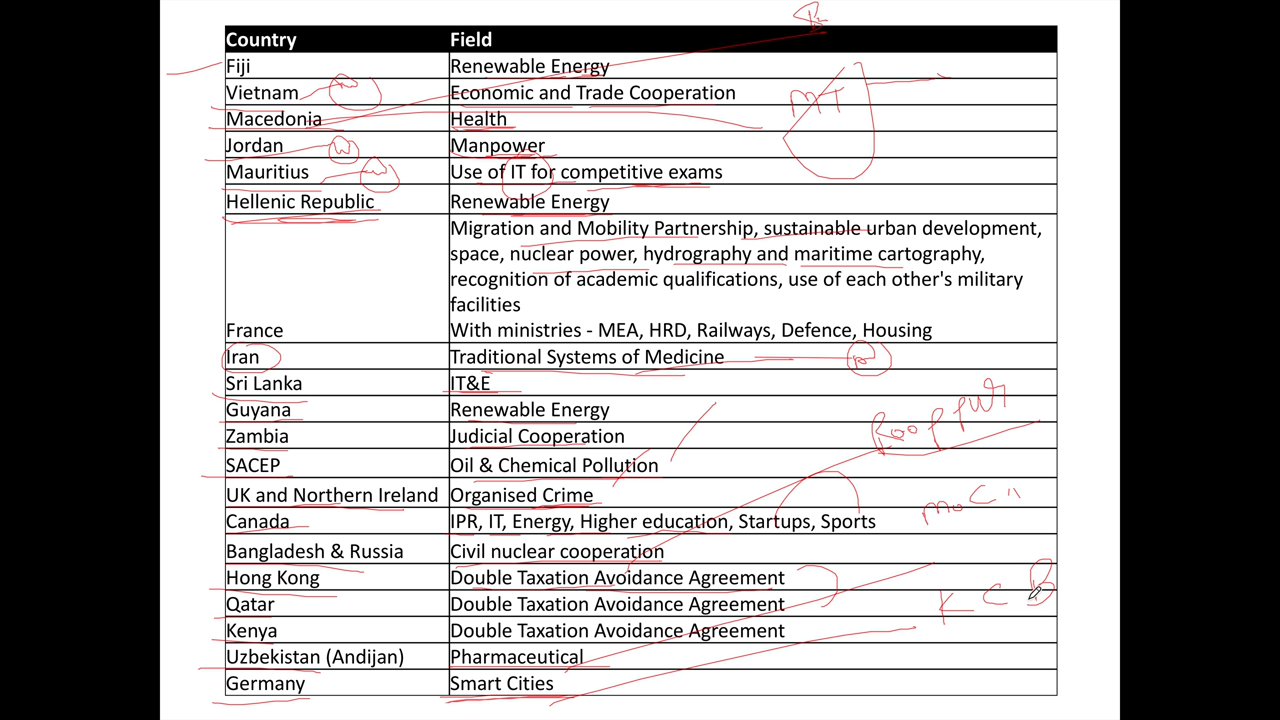 Country Field
Fiji Renewable Energy
Vietnam Economic and Trade Cooperation
Macedonia Health
Jordan Manpower
Mauritius Use of IT for competitive exams
Hellenic Republic Renewable Energy
Migration and Mobility Partnership, sustainable urban development,
space, nuclear power, hydrography and maritime cartography,
recognition of academic qualifications, use of each other's military
facilities
France With ministries - MEA, HRD, Railways, Defence, Housing
Iran Traditional Systems of Medicine
Sri Lanka IT&E
Guyana Renewable Energy
Zambia Judicial Cooperation
SACEP Oil & Chemical Pollution
UK and Northern Ireland Organised Crime
Canada IPR, IT, Energy, Higher education, Startups, Sports
Bangladesh & Russia Civil nuclear cooperation
Hong Kong Double Taxation Avoidance Agreement
Qatar Double Taxation Avoidance Agreement
Kenya Double Taxation Avoidance Agreement
Uzbekistan (Andijan) Pharmaceutical
Germany Smart Cities
MT
W
W
KCB